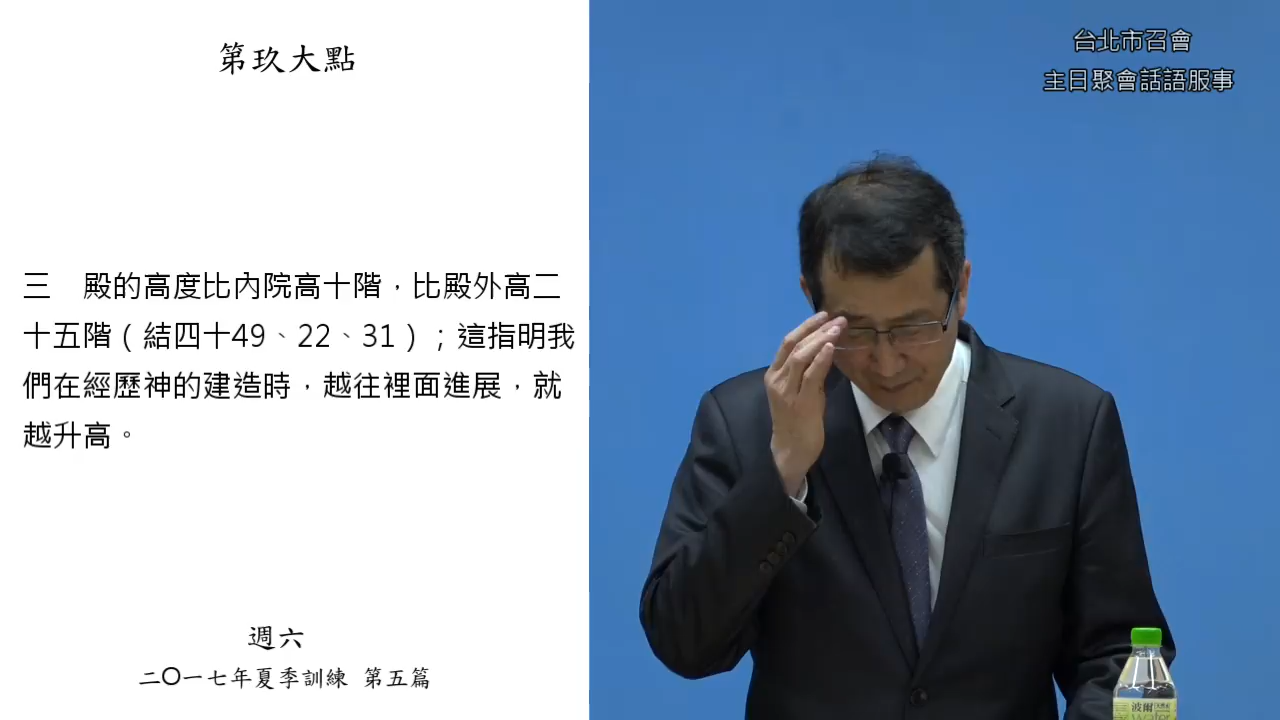 第玖大點
三 殿的高度比內院高十階，比殿外高二
十五階（結四十49、22、31）；這指明我
們在經歷神的建造時，越往裡面進展，就
越升高。
週六
二〇一七年夏季訓練 第五篇
台北市召會
主日聚會話語服事
波爾
Water